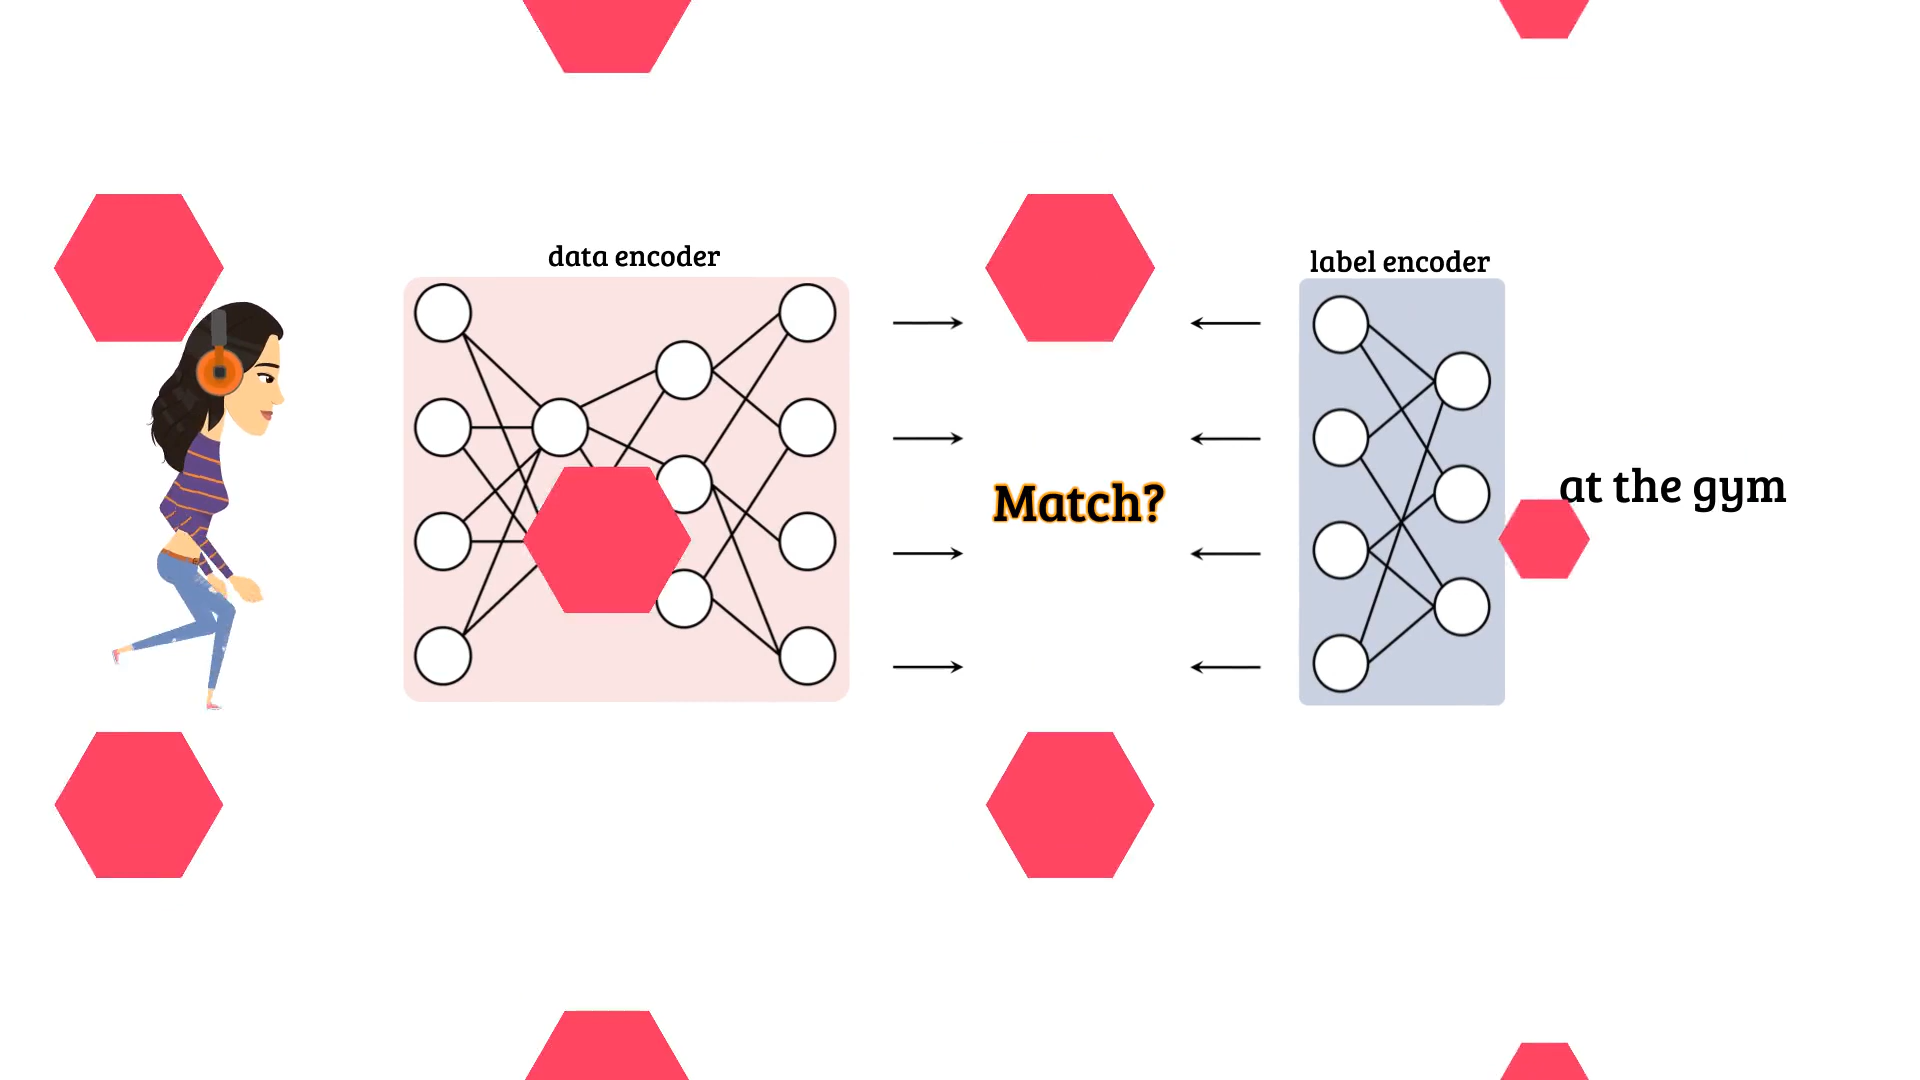 data encoder
label encoder
Match?
at the gym